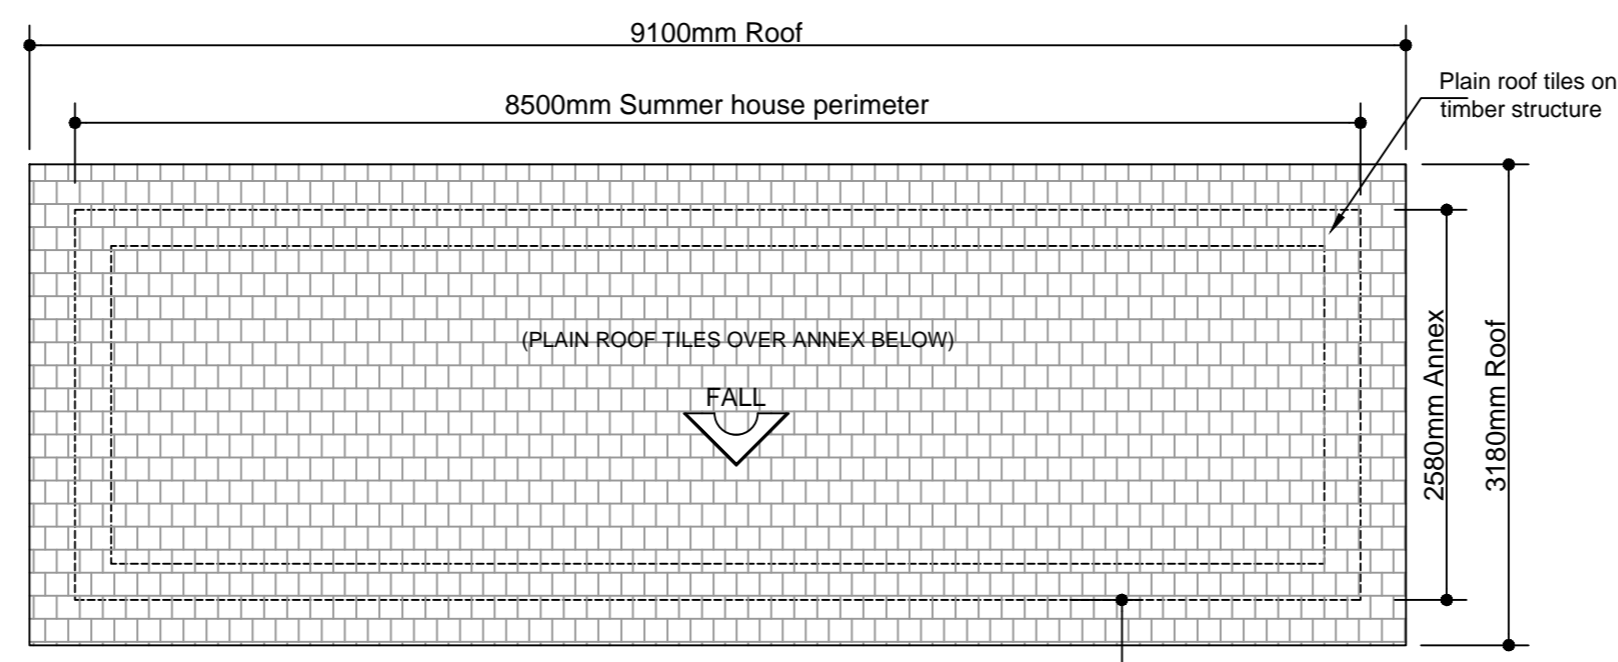 9100mm Roof
8500mm Summer house perimeter
Plain roof tiles on
timber structure
(PLAIN ROOF TILES OVER ANNEX BELOW)
FALL
2580mm Annex
3180mm Roof